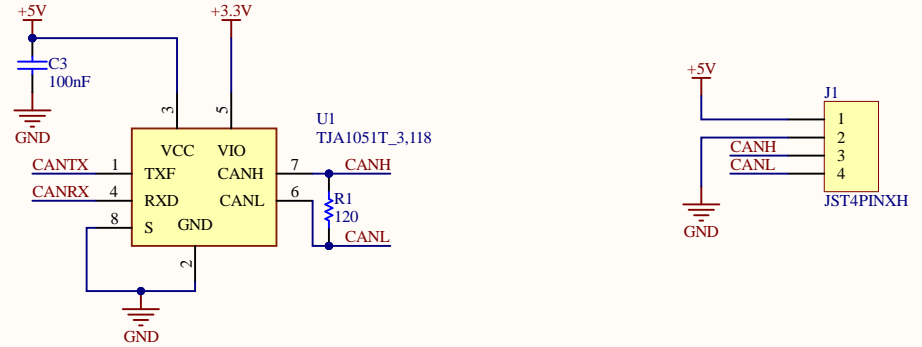 +5V
+3.3V
C3
100nF
GND
3
5
U1
TJA1051T_3,118
VCC
VIO
CANTX
1
TXF
CANH
7
CANH
CANRX
4
RXD
CANL
6
R1
120
8
S
GND
CANL
2
GND
+5V
J1
1
2
CANH
3
CANL
4
JST4PINXH
GND